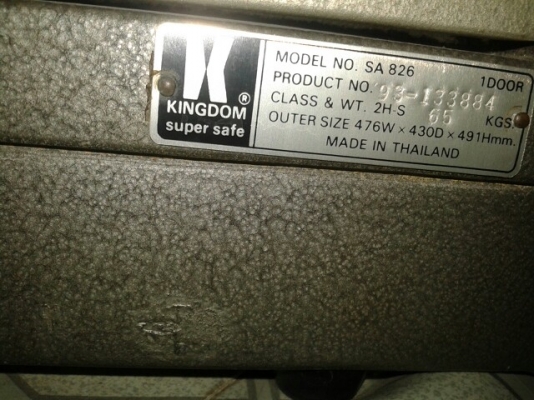 K
®
KINGDOM
super safe
MODEL NO. SA 826 1DOOR
PRODUCT NO. 93-133884
CLASS & WT. 2H-S 65 KGS.
OUTER SIZE 476W × 430D × 491Hmm.
MADE IN THAILAND